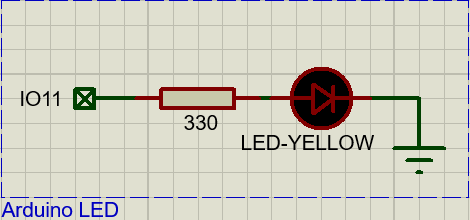 IO11
330
LED-YELLOW
Arduino LED